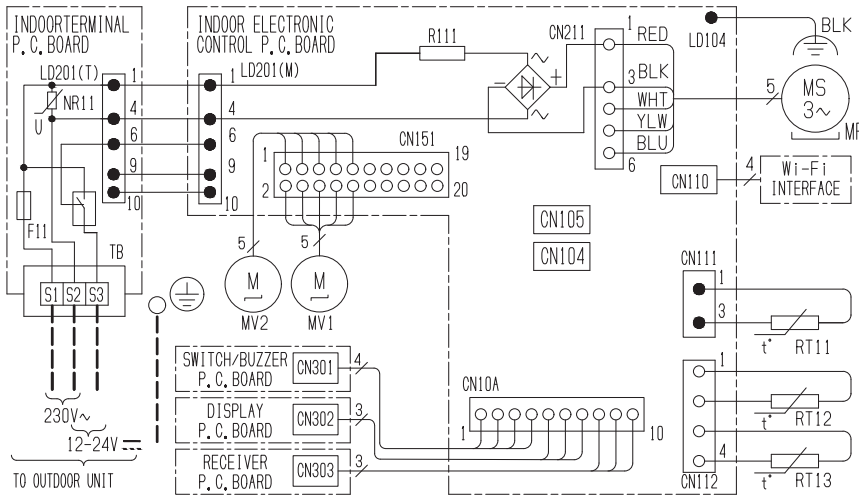 INDOORTERMINAL
P.C.BOARD
INDOOR ELECTRONIC
CONTROL P.C.BOARD
LD201(T)
LD201(M)
R111
CN211
1
RED
LD104
BLK
1
1
3
BLK
5
MS
3~
MF
NR11
U
4
4
WHT
6
6
YLW
BLU
6
CN151
1
19
2
20
9
9
10
10
CN110
4
Wi-Fi
INTERFACE
F11
TB
5
5
CN105
CN104
S1
S2
S3
M
M
MV2
MV1
CN111
1
3
t°
RT11
SWITCH/BUZZER
P.C.BOARD
CN301
4
CN10A
1
10
DISPLAY
P.C.BOARD
CN302
3
RECEIVER
P.C.BOARD
CN303
3
1
t°
RT12
4
t°
RT13
CN112
230V~
12-24V⎓
TO OUTDOOR UNIT